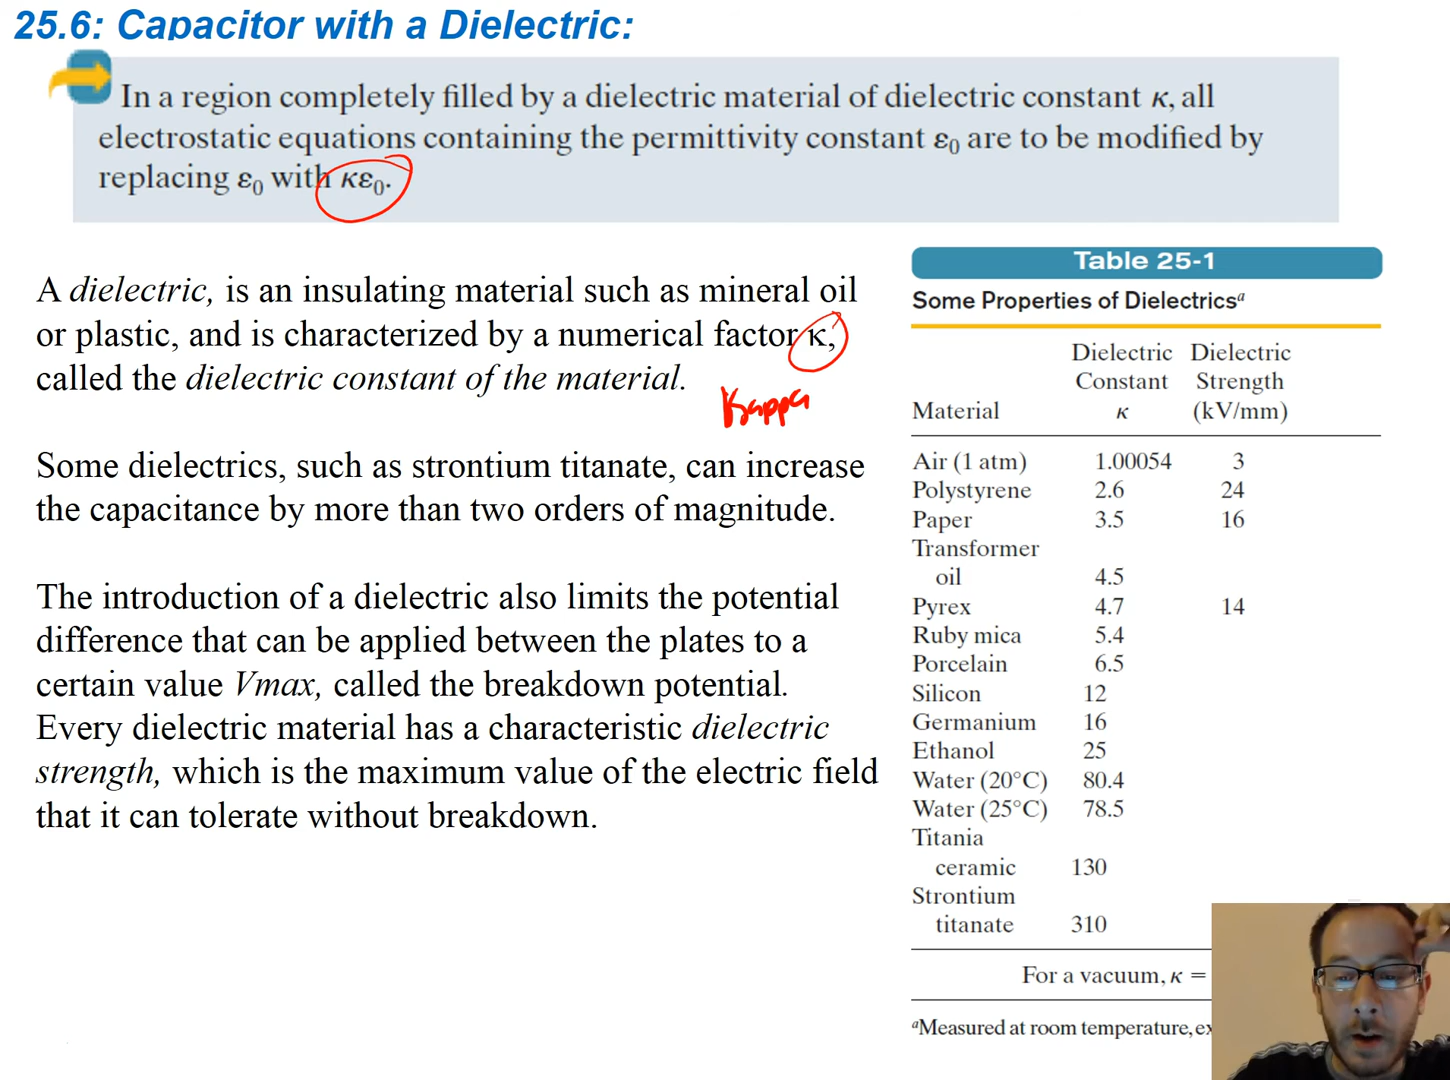 25.6: Capacitor with a Dielectric:
In a region completely filled by a dielectric material of dielectric constant κ, all
electrostatic equations containing the permittivity constant ε₀ are to be modified by
replacing ε₀ with κε₀.
A dielectric, is an insulating material such as mineral oil
or plastic, and is characterized by a numerical factor κ,
called the dielectric constant of the material.
Kappa
Some dielectrics, such as strontium titanate, can increase
the capacitance by more than two orders of magnitude.
The introduction of a dielectric also limits the potential
difference that can be applied between the plates to a
certain value Vmax, called the breakdown potential.
Every dielectric material has a characteristic dielectric
strength, which is the maximum value of the electric field
that it can tolerate without breakdown.
Table 25-1
Some Properties of Dielectricsᵃ
Dielectric Dielectric
Constant Strength
Material κ (kV/mm)
Air (1 atm) 1.00054 3
Polystyrene 2.6 24
Paper 3.5 16
Transformer
oil 4.5
Pyrex 4.7 14
Ruby mica 5.4
Porcelain 6.5
Silicon 12
Germanium 16
Ethanol 25
Water (20°C) 80.4
Water (25°C) 78.5
Titania
ceramic 130
Strontium
titanate 310
For a vacuum, κ =
ᵃMeasured at room temperature,